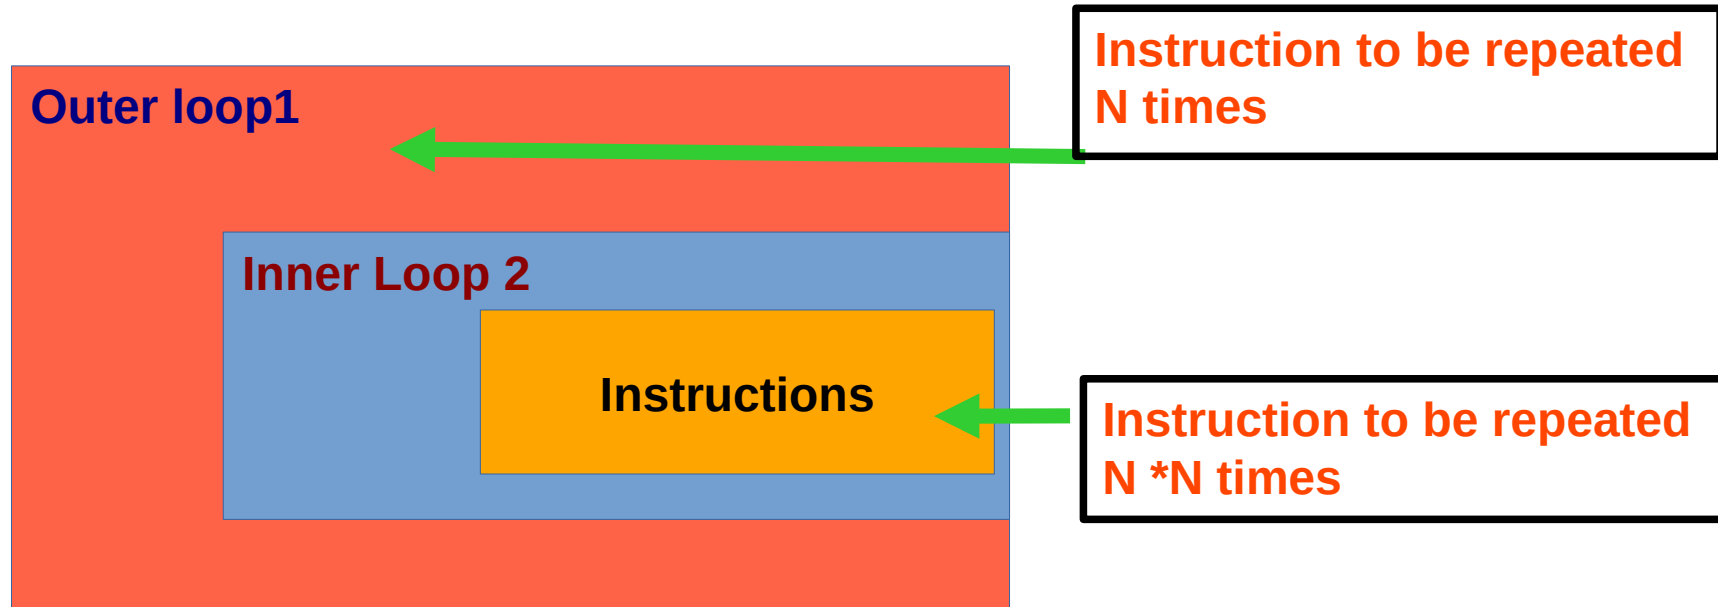 Instruction to be repeated
N times
Outer loop1
Inner Loop 2
Instructions
Instruction to be repeated
N *N times